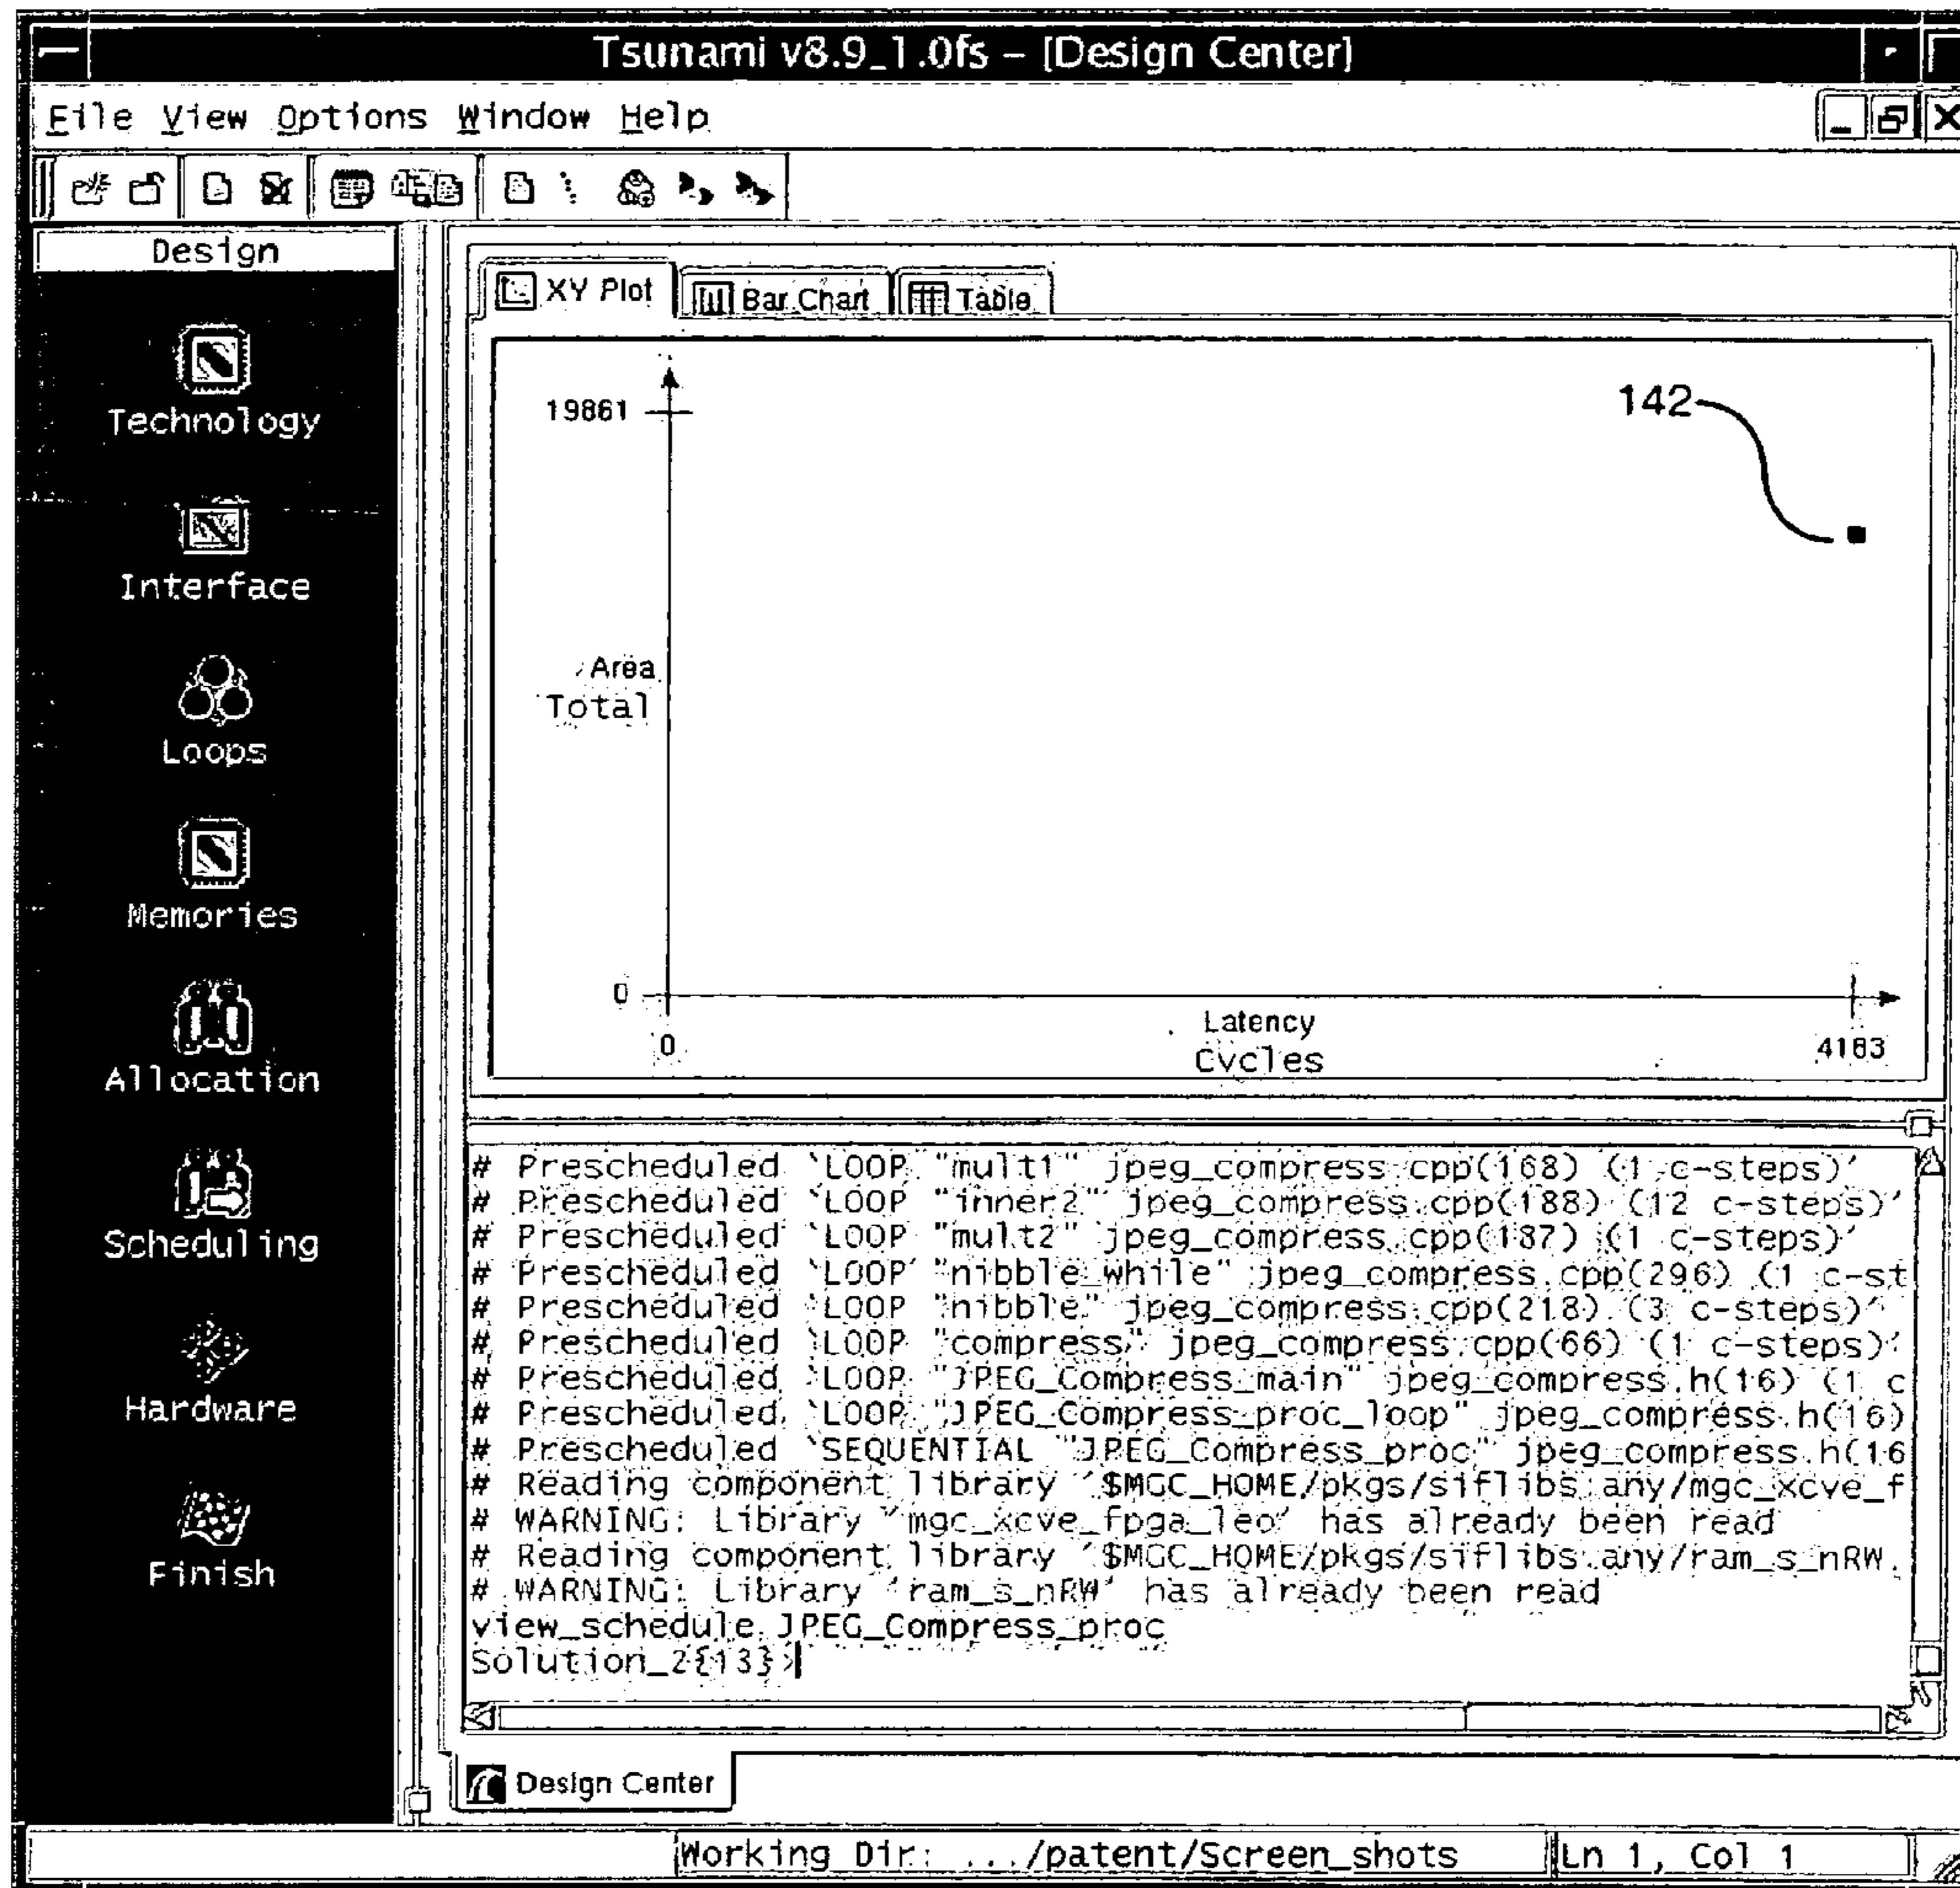 Tsunami v8.9_1.0fs – [Design Center]
File View Options Window Help
Design
Technology
Interface
Loops
Memories
Allocation
Scheduling
Hardware
Finish
XY Plot
Bar Chart
Table
19861
142
Area
Total
0
0
Latency
Cycles
4183
# Prescheduled `LOOP "mult1" jpeg_compress.cpp(168) (1 c-steps)'
# Prescheduled `LOOP "inner2" jpeg_compress.cpp(188) (12 c-steps)'
# Prescheduled `LOOP "mult2" jpeg_compress.cpp(187) (1 c-steps)'
# Prescheduled `LOOP "nibble_while" jpeg_compress.cpp(296) (1 c-st
# Prescheduled `LOOP "nibble" jpeg_compress.cpp(218) (3 c-steps)'
# Prescheduled `LOOP "compress" jpeg_compress.cpp(66) (1 c-steps)'
# Prescheduled `LOOP "JPEG_Compress_main" jpeg_compress.h(16) (1 c
# Prescheduled `LOOP "JPEG_Compress_proc_loop" jpeg_compress.h(16)
# Prescheduled `SEQUENTIAL "JPEG_Compress_proc" jpeg_compress.h(16
# Reading component library '$MGC_HOME/pkgs/siflibs.any/mgc_xcve_f
# WARNING: Library 'mgc_xcve_fpga_leo' has already been read
# Reading component library '$MGC_HOME/pkgs/siflibs.any/ram_s_nRW.
# WARNING: Library 'ram_s_nRW' has already been read
view_schedule JPEG_Compress_proc
Solution_2{13}>
Design Center
Working Dir: .../patent/Screen_shots
Ln 1, Col 1